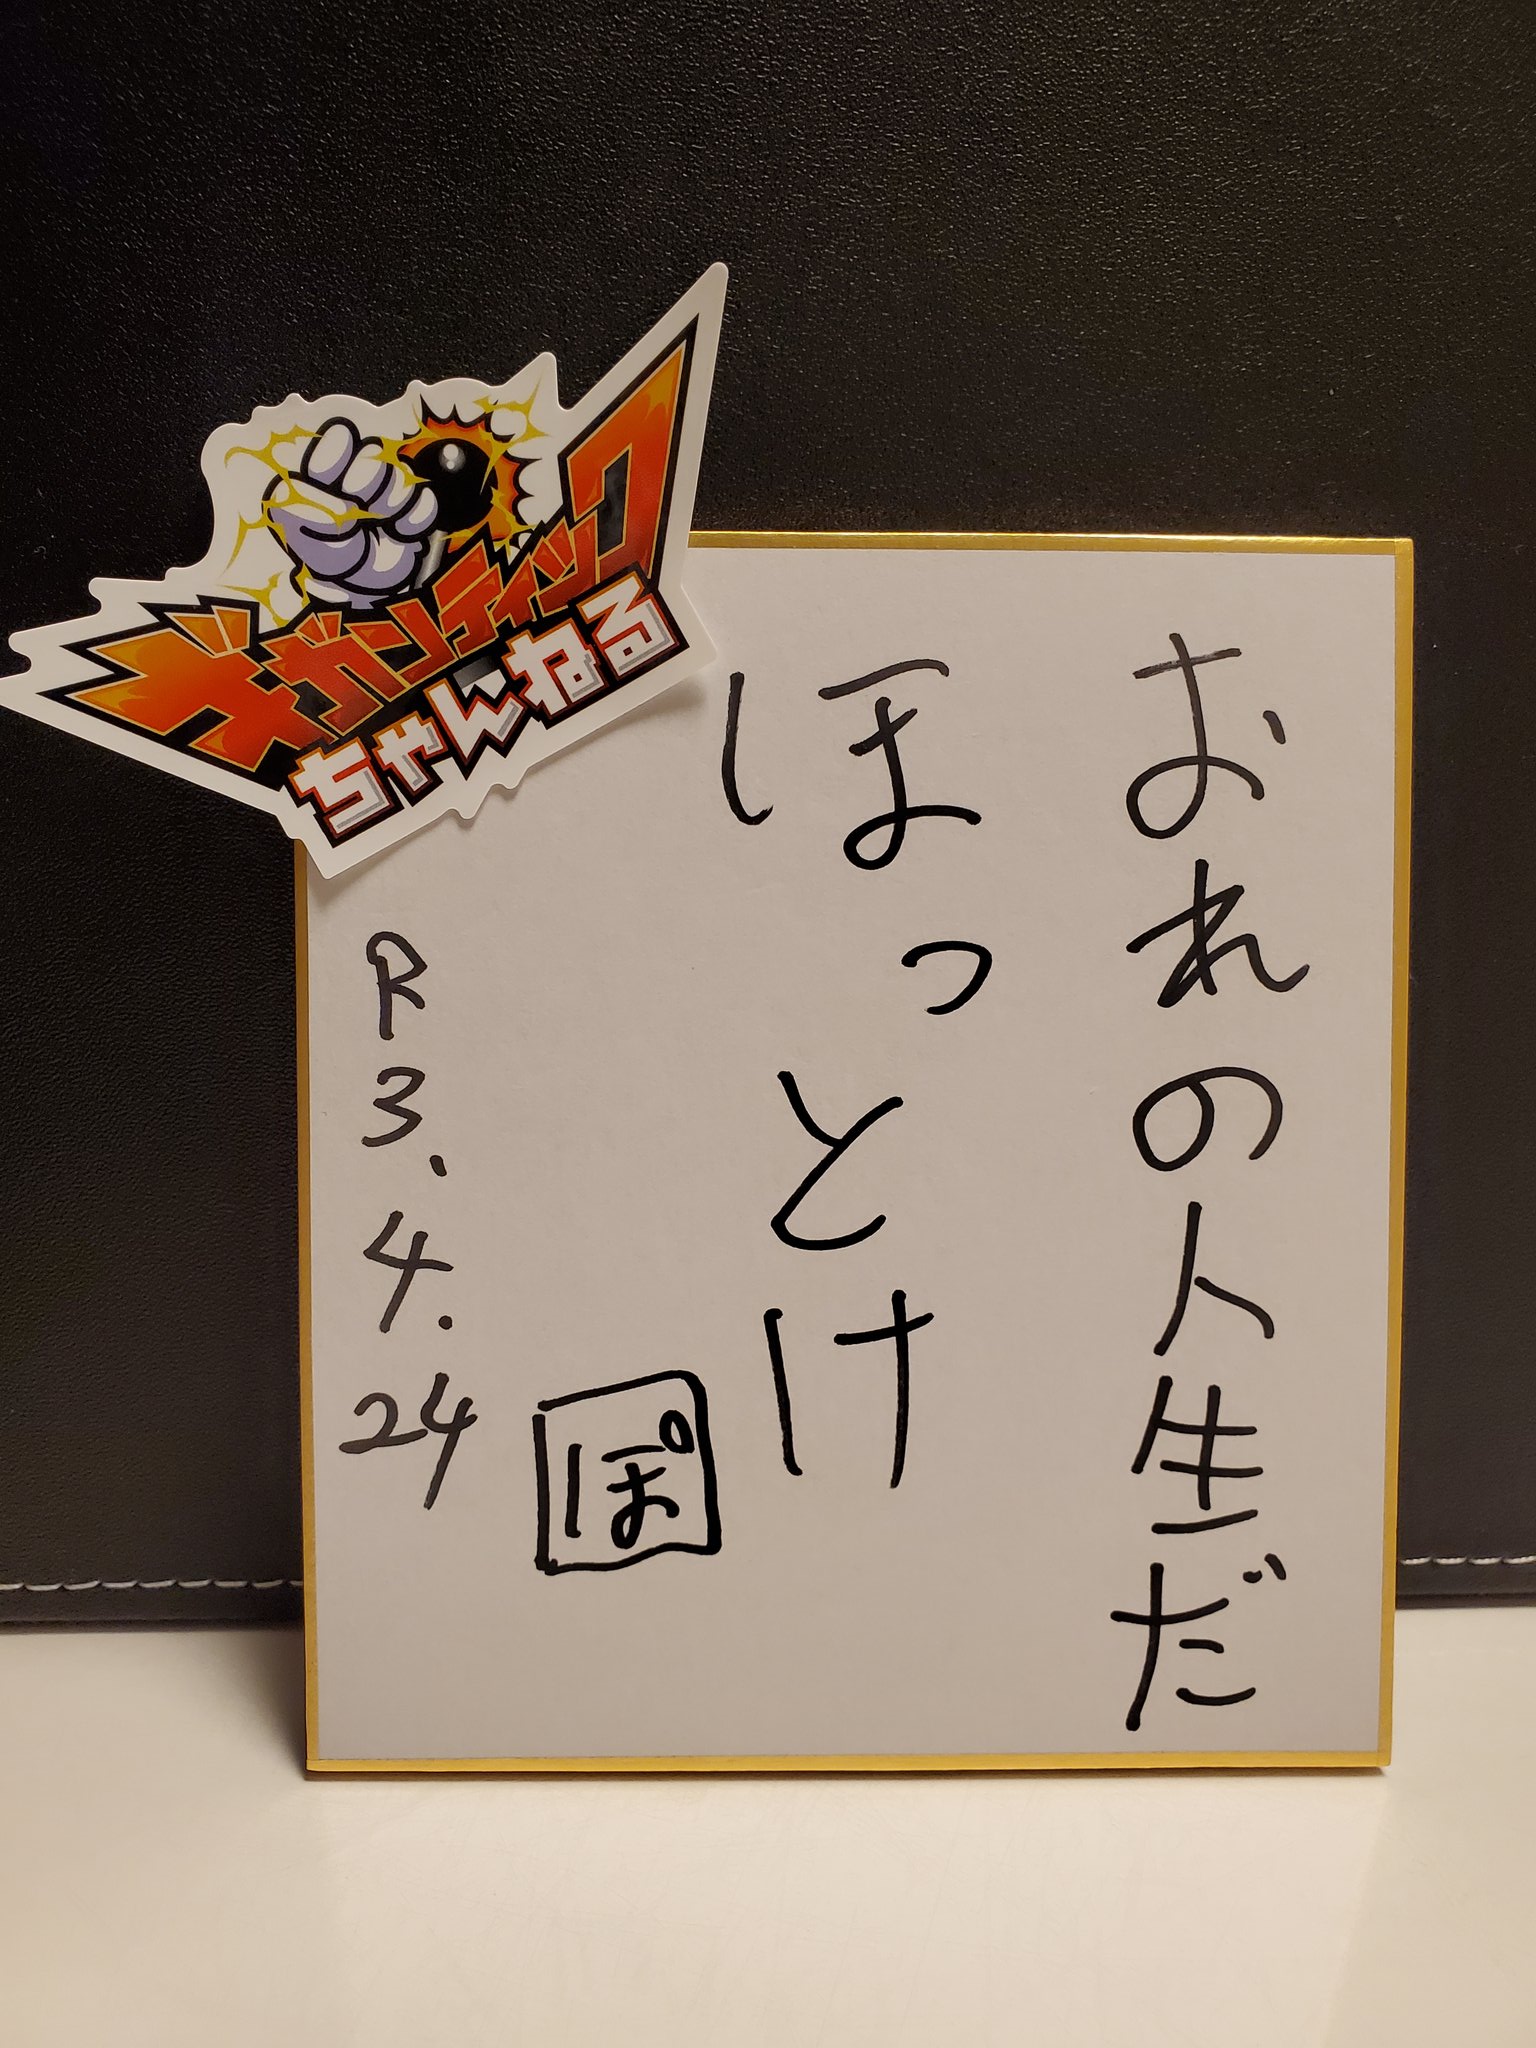 ギガンティック
ちゃんねる
おれの人生だ
ほっとけ
ぽ
R3.4.24